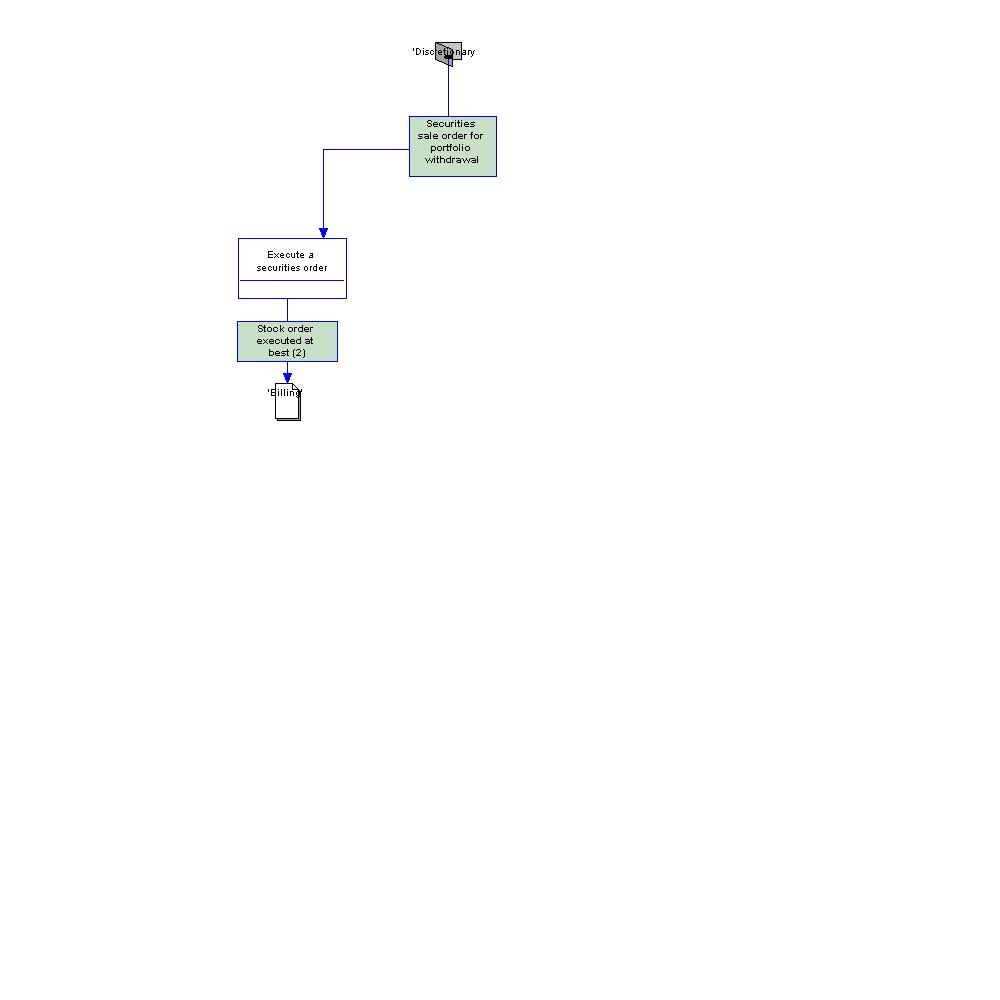 'Discretionary
Securities
sale order for
portfolio
withdrawal
Execute a
securities order
Stock order
executed at
best (2)
'Billing'